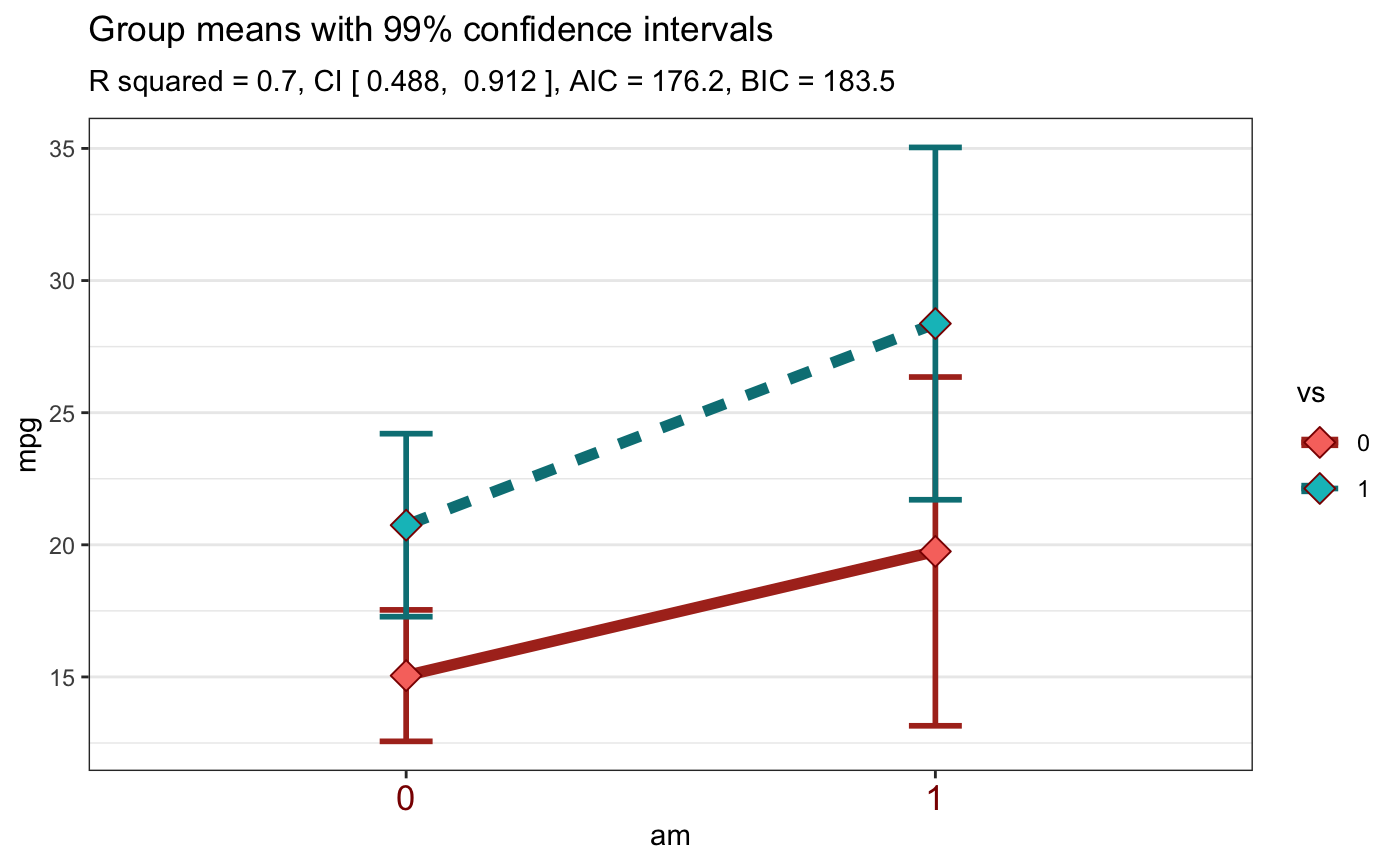 Group means with 99% confidence intervals
R squared = 0.7, CI [ 0.488,  0.912 ], AIC = 176.2, BIC = 183.5
35
30
25
20
15
mpg
0
1
am
vs
0
1